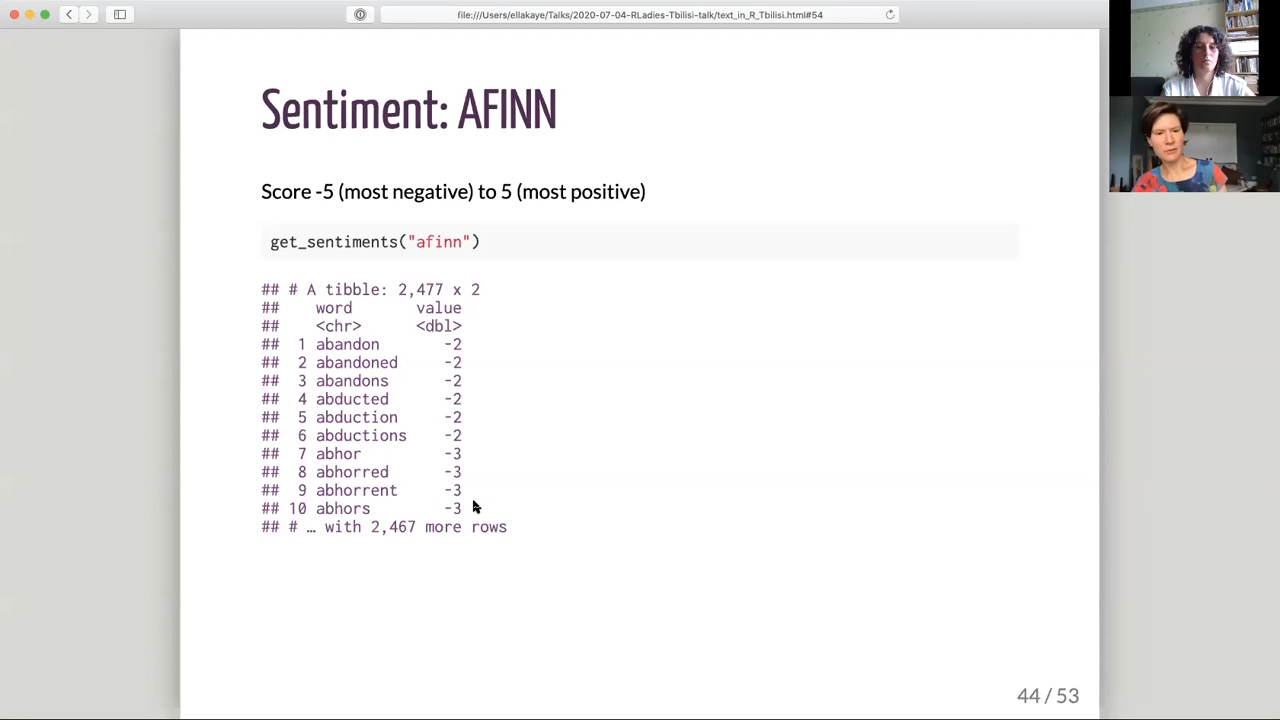 file:///Users/ellakaye/Talks/2020-07-04-RLadies-Tbilisi-talk/text_in_R_Tbilisi.html#54
Sentiment: AFINN
Score -5 (most negative) to 5 (most positive)
get_sentiments("afinn")
## # A tibble: 2,477 x 2
##    word      value
##    <chr>     <dbl>
##  1 abandon      -2
##  2 abandoned    -2
##  3 abandons     -2
##  4 abducted     -2
##  5 abduction    -2
##  6 abductions   -2
##  7 abhor        -3
##  8 abhorred     -3
##  9 abhorrent    -3
## 10 abhors       -3
## # … with 2,467 more rows
44 / 53